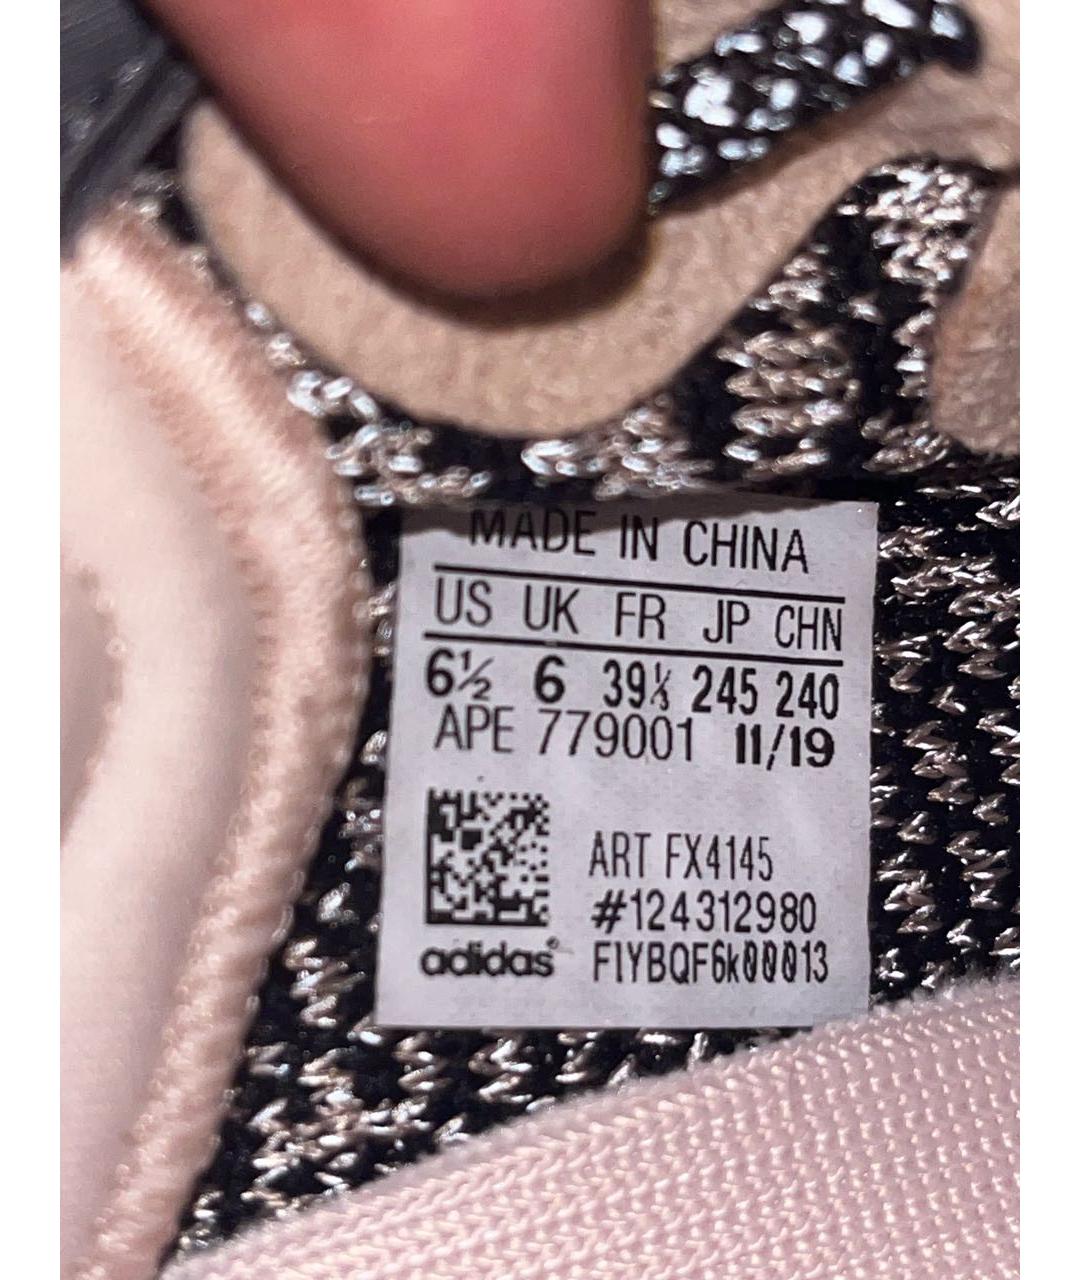 MADE IN CHINA
US UK FR JP CHN
6½ 6 39⅓ 245 240
APE 779001 11/19
ART FX4145
#124312980
adidas® F1YBQF6k00013